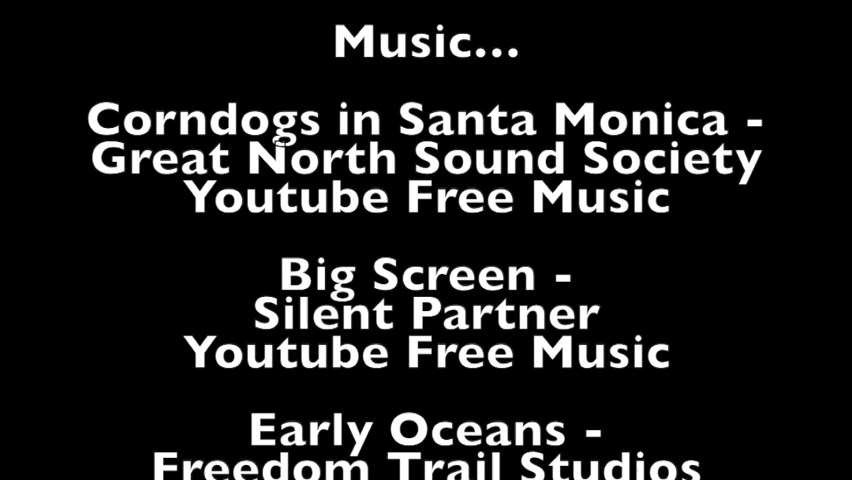 Music...
Corndogs in Santa Monica -
Great North Sound Society
Youtube Free Music
Big Screen -
Silent Partner
Youtube Free Music
Early Oceans -
Freedom Trail Studios